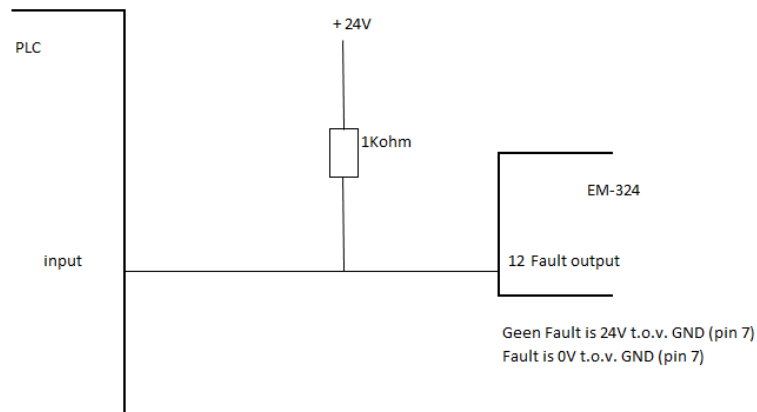 + 24V
PLC
1Kohm
EM-324
input
12 Fault output
Geen Fault is 24V t.o.v. GND (pin 7)
Fault is 0V t.o.v. GND (pin 7)